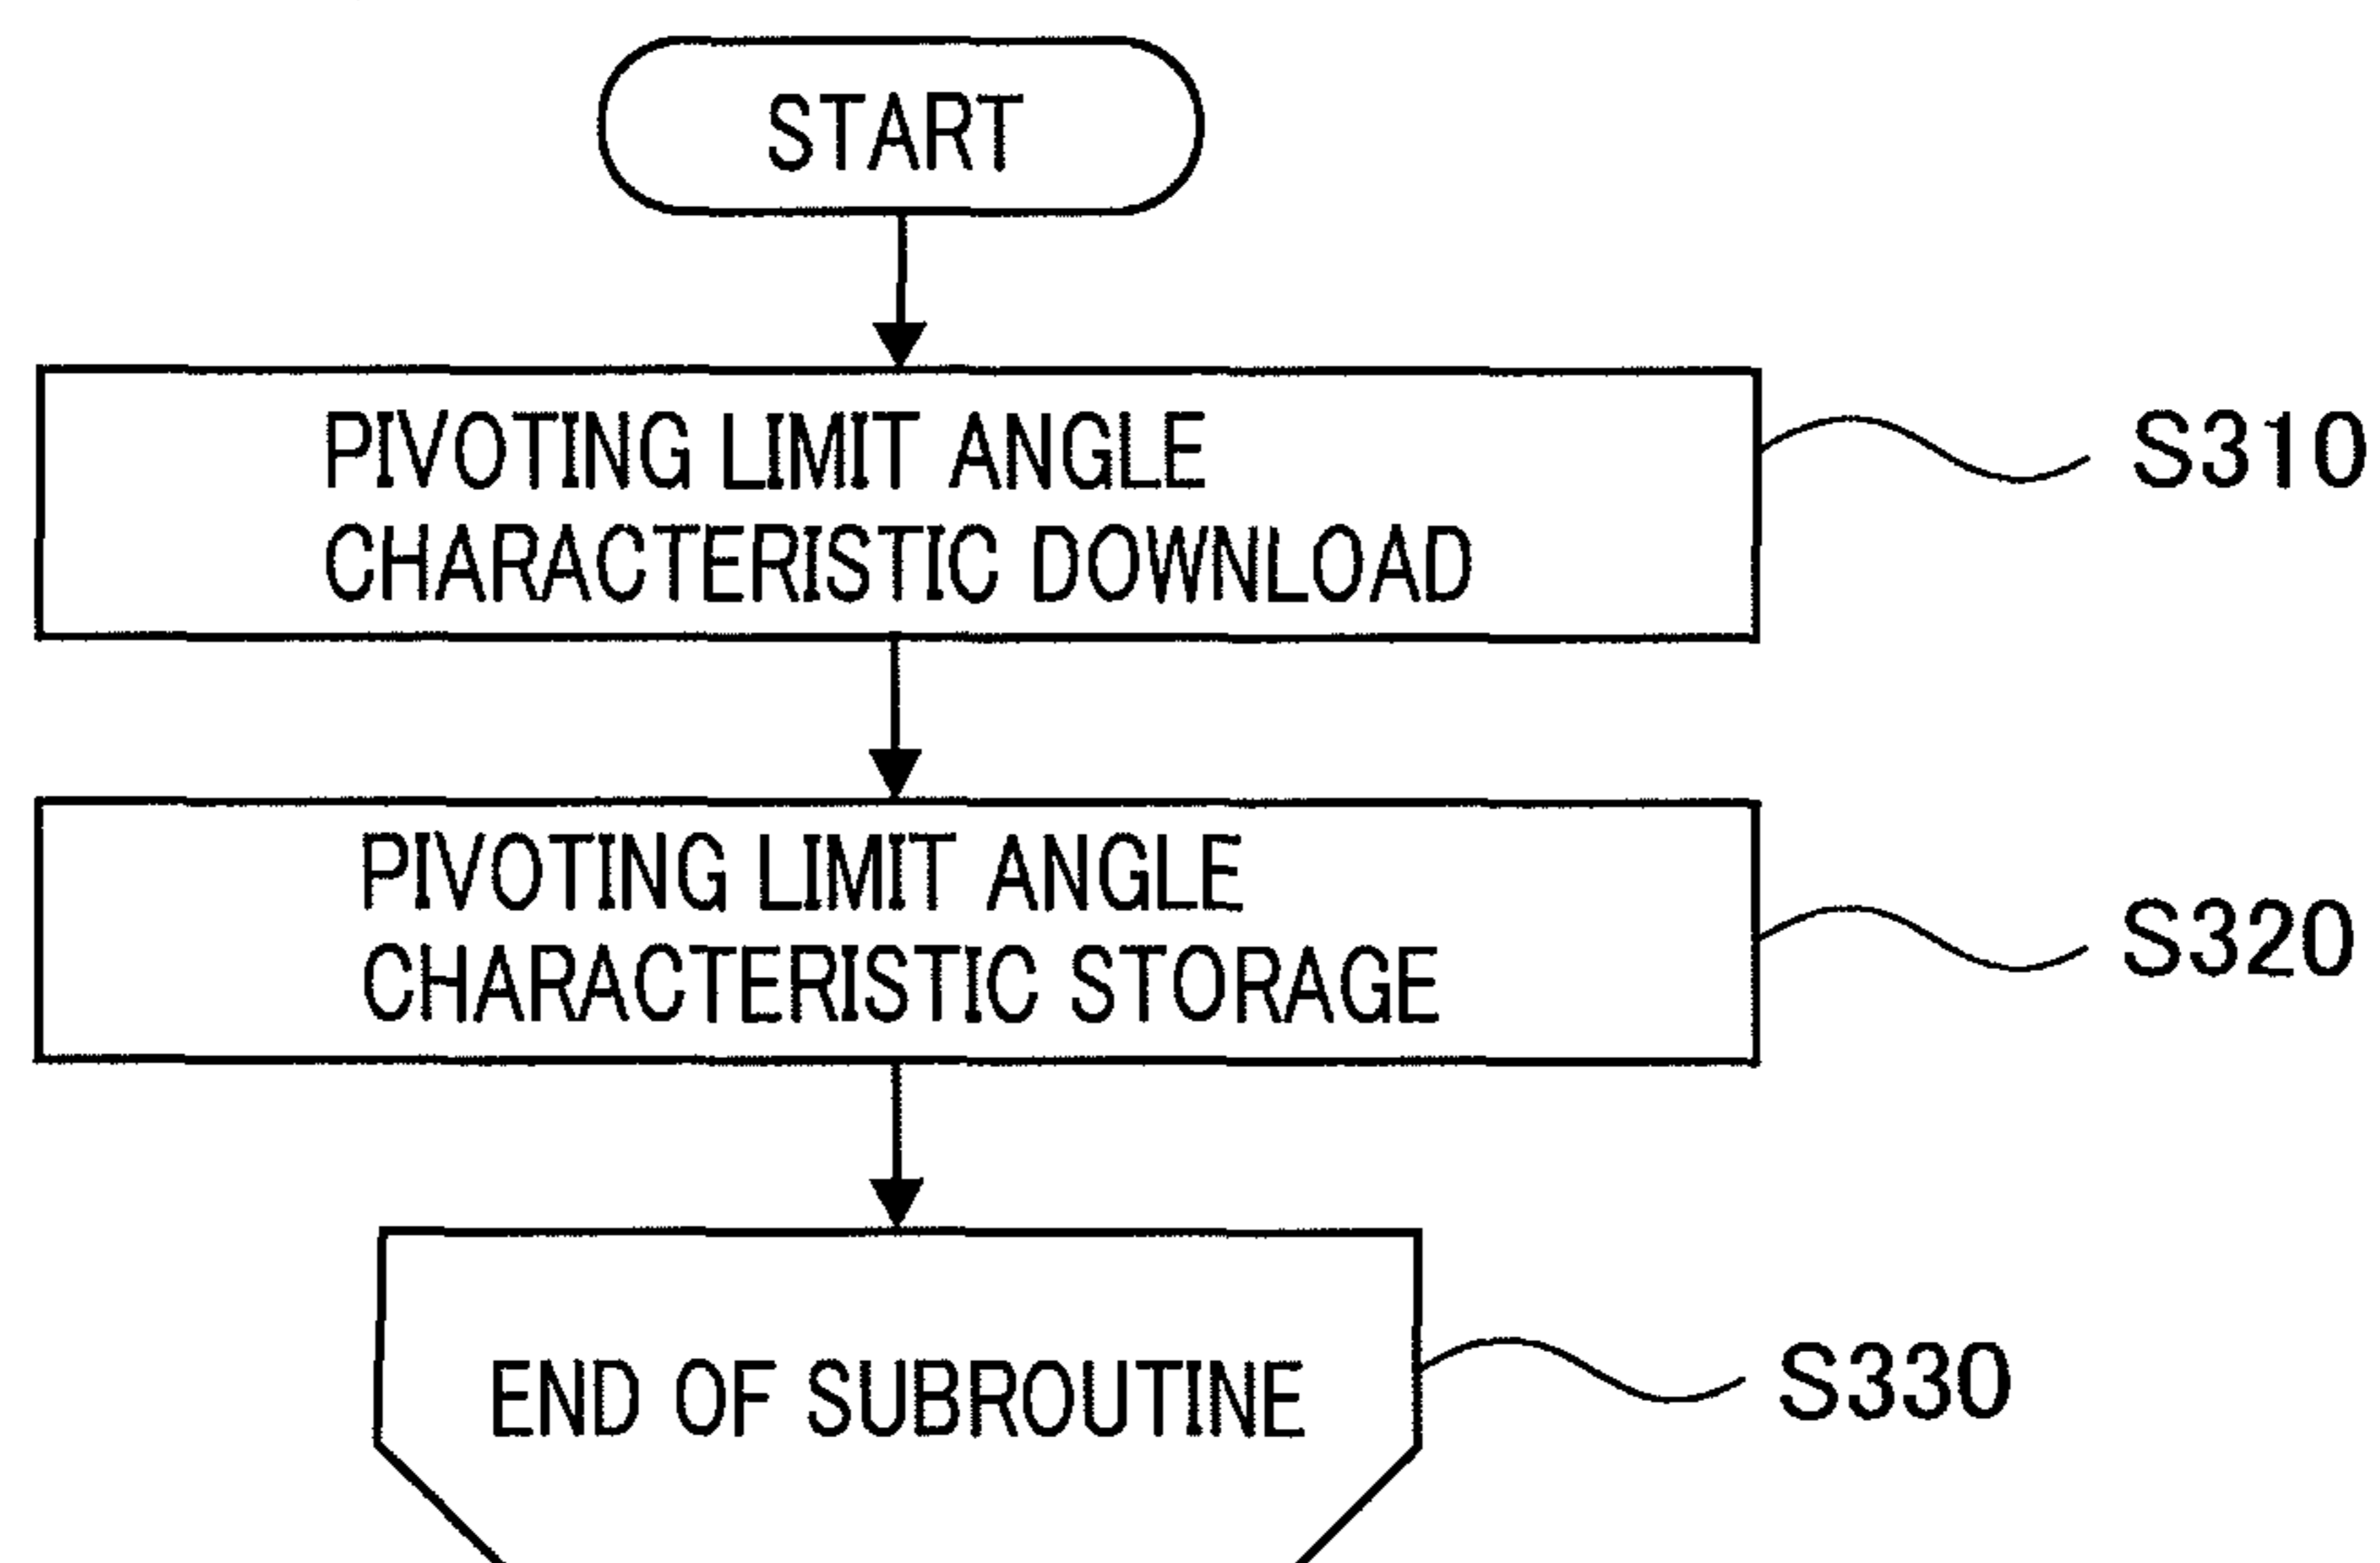 START
PIVOTING LIMIT ANGLE
CHARACTERISTIC DOWNLOAD
S310
PIVOTING LIMIT ANGLE
CHARACTERISTIC STORAGE
S320
END OF SUBROUTINE
S330